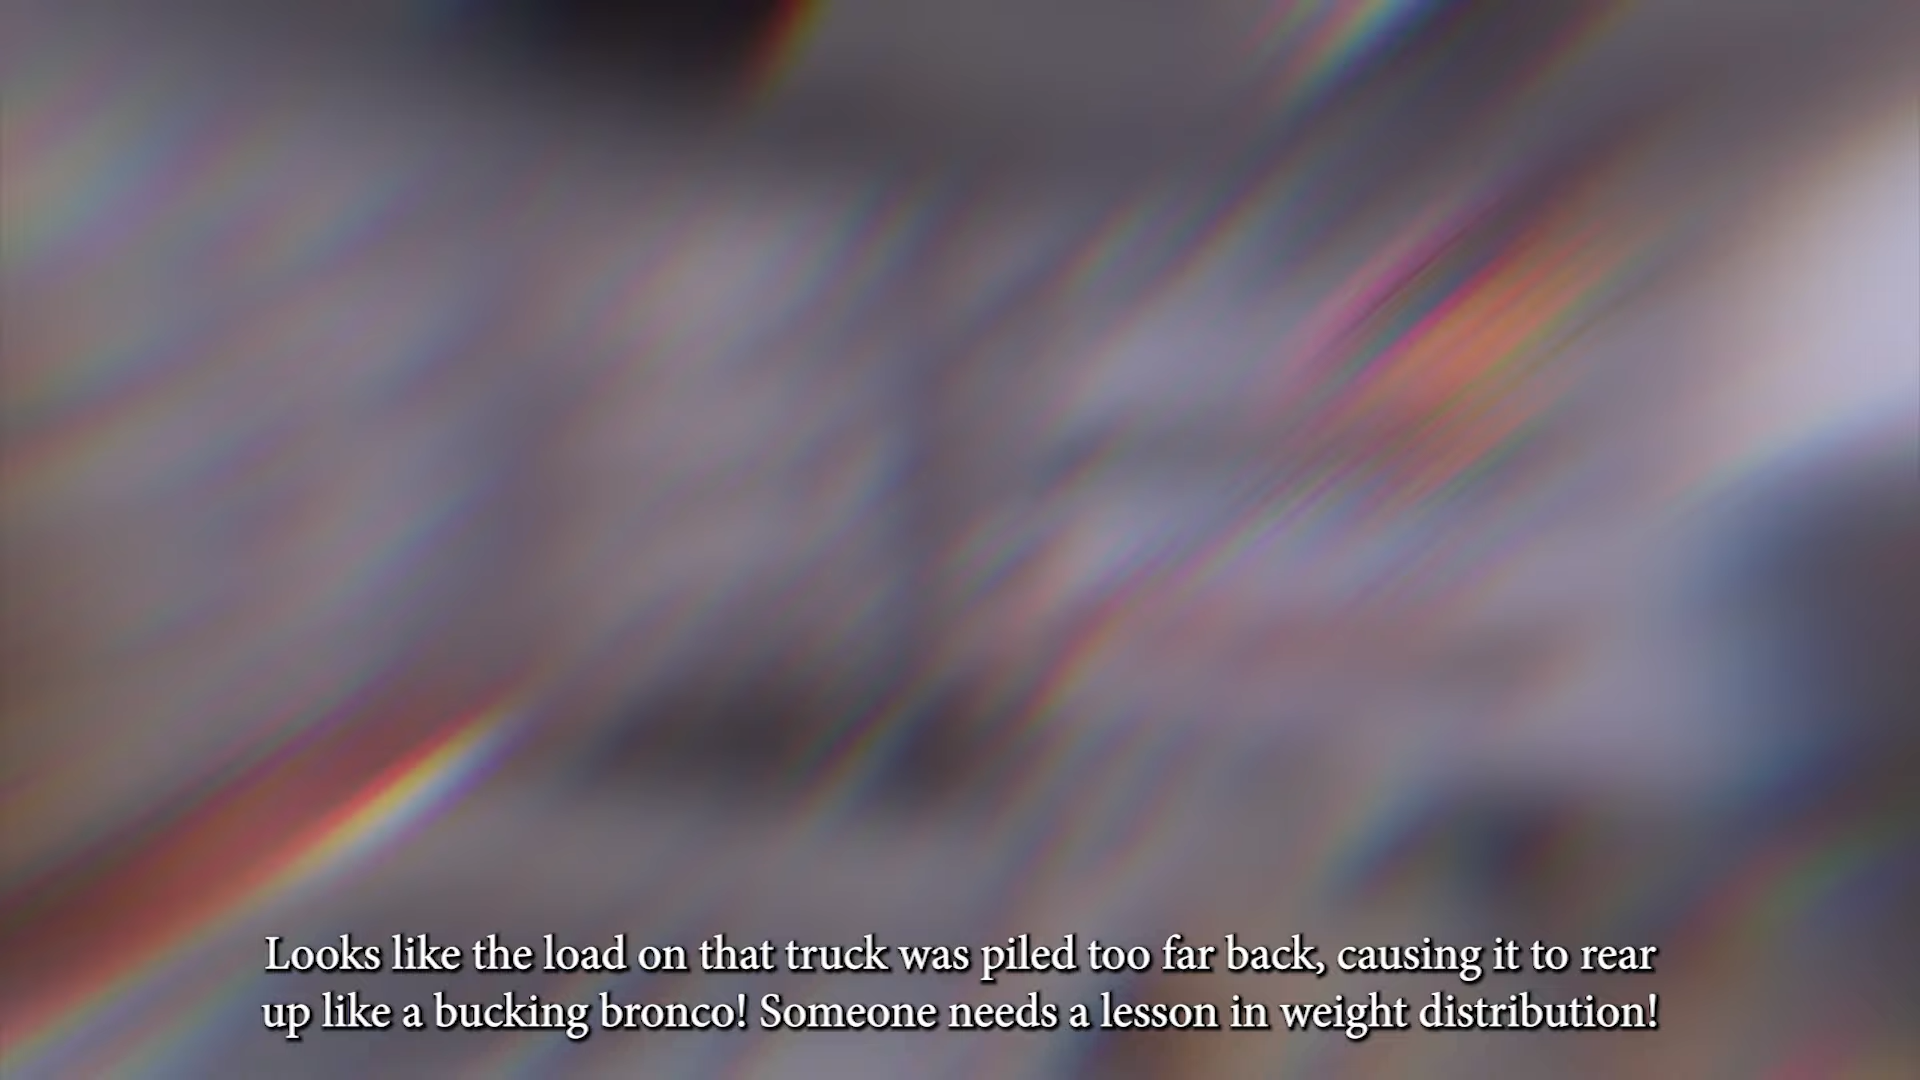 Looks like the load on that truck was piled too far back, causing it to rear
up like a bucking bronco! Someone needs a lesson in weight distribution!